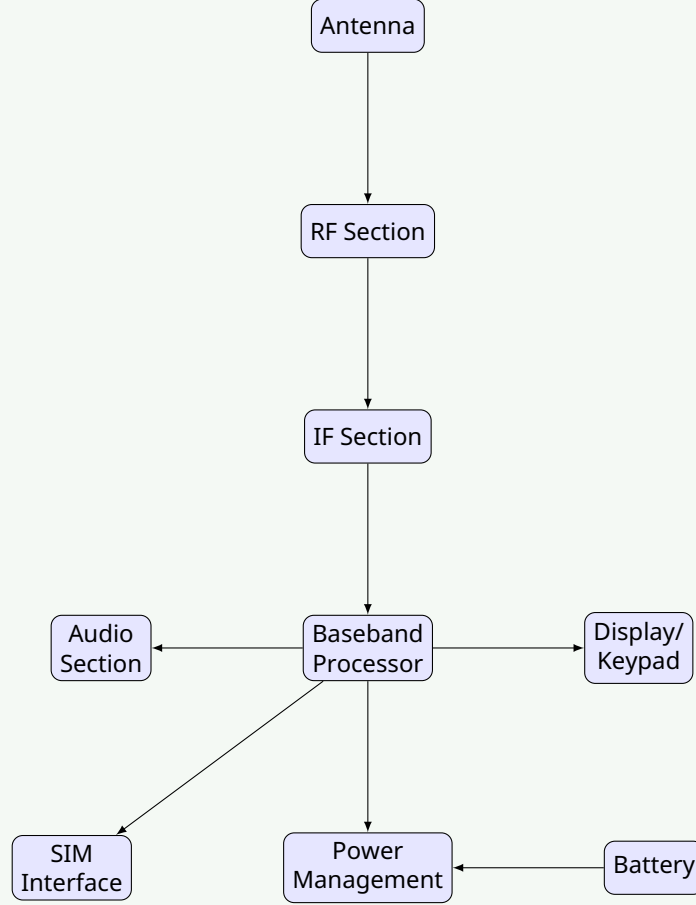 Antenna
RF Section
IF Section
Audio
Section
Baseband
Processor
Display/
Keypad
SIM
Interface
Power
Management
Battery